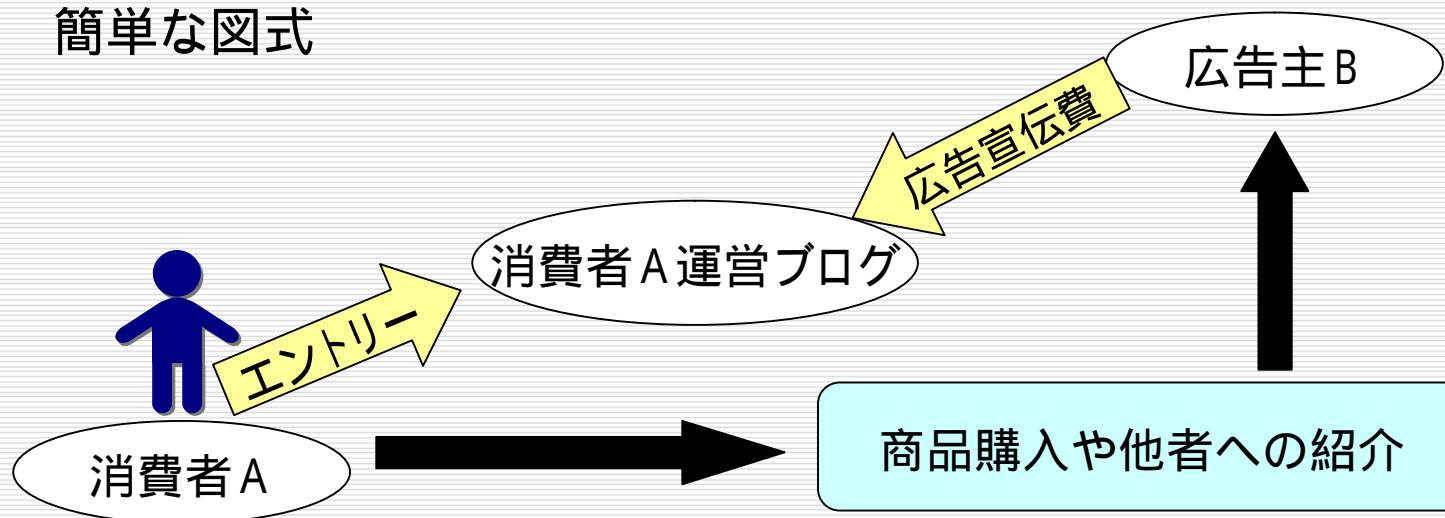 簡単な図式
広告主B
広告宣伝費
消費者A運営ブログ
エントリー
消費者A
商品購入や他者への紹介